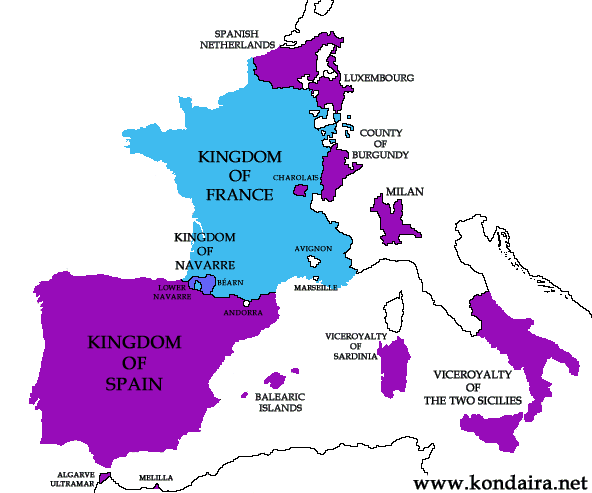 SPANISH
NETHERLANDS
LUXEMBOURG
COUNTY
OF
BURGUNDY
KINGDOM
OF
FRANCE
CHAROLAIS
MILAN
KINGDOM
OF
NAVARRE
AVIGNON
LOWER
NAVARRE
BÉARN
MARSEILLE
ANDORRA
KINGDOM
OF
SPAIN
VICEROYALTY
OF
SARDINIA
BALEARIC
ISLANDS
VICEROYALTY
OF
THE TWO SICILIES
ALGARVE
ULTRAMAR
MELILLA
www.kondaira.net